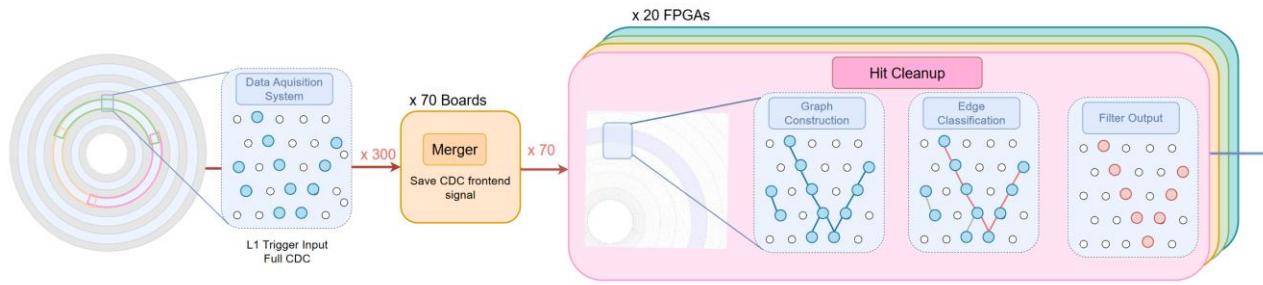 x 20 FPGAs
Hit Cleanup
Data Aquisition
System
x 70 Boards
Graph
Construction
Edge
Classification
Filter Output
x 300
Merger
x 70
Save CDC frontend
signal
L1 Trigger Input
Full CDC